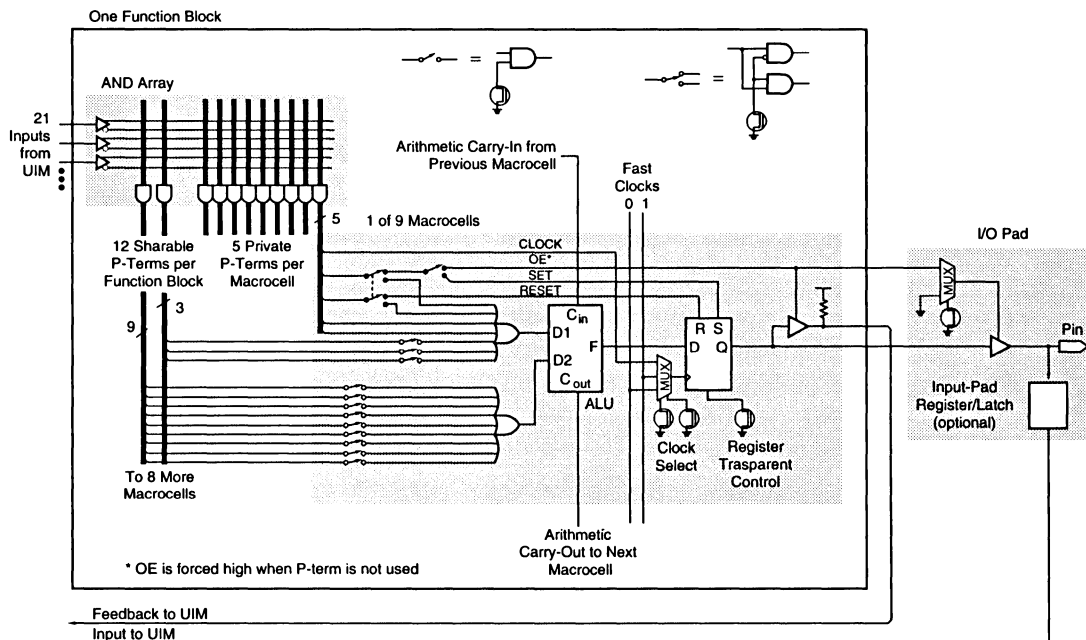 One Function Block
AND Array
21
Inputs
from
UIM
=
=
Arithmetic Carry-In from
Previous Macrocell
Fast
Clocks
0 1
5
1 of 9 Macrocells
12 Sharable
P-Terms per
Function Block
5 Private
P-Terms per
Macrocell
CLOCK
OE*
SET
RESET
I/O Pad
MUX
Pin
3
9
Cin
D1
D2
F
Cout
ALU
R S
D Q
MUX
Clock
Select
Register
Trasparent
Control
Input-Pad
Register/Latch
(optional)
To 8 More
Macrocells
Arithmetic
Carry-Out to Next
Macrocell
* OE is forced high when P-term is not used
Feedback to UIM
Input to UIM